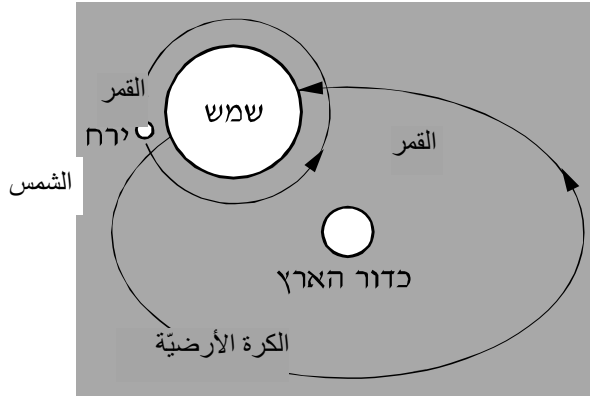 القمر
שמש
ירח
القمر
الشمس
כדור הארץ
الكرة الأرضيّة